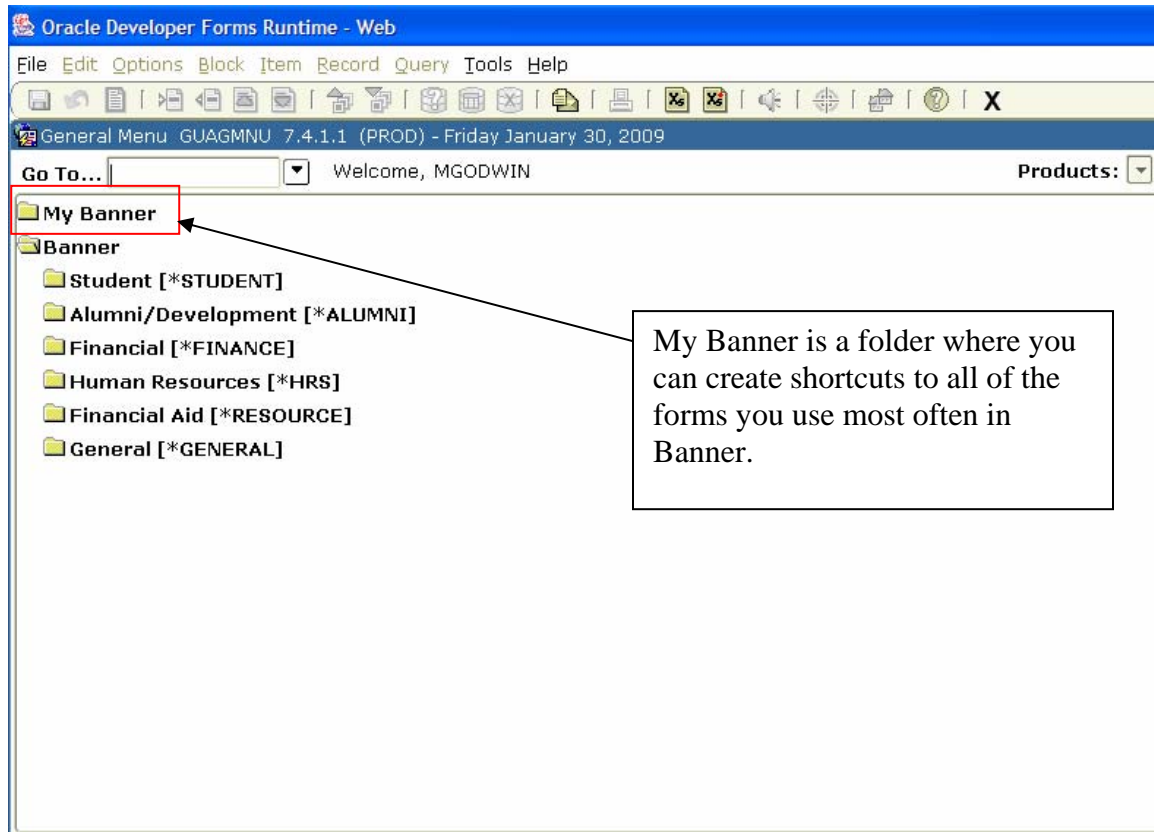 Oracle Developer Forms Runtime - Web
File Edit Options Block Item Record Query Tools Help
X
General Menu GUAGMNU 7.4.1.1 (PROD) - Friday January 30, 2009
Go To... Welcome, MGODWIN Products:
My Banner
Banner
Student [*STUDENT]
Alumni/Development [*ALUMNI]
Financial [*FINANCE]
Human Resources [*HRS]
Financial Aid [*RESOURCE]
General [*GENERAL]
My Banner is a folder where you
can create shortcuts to all of the
forms you use most often in
Banner.